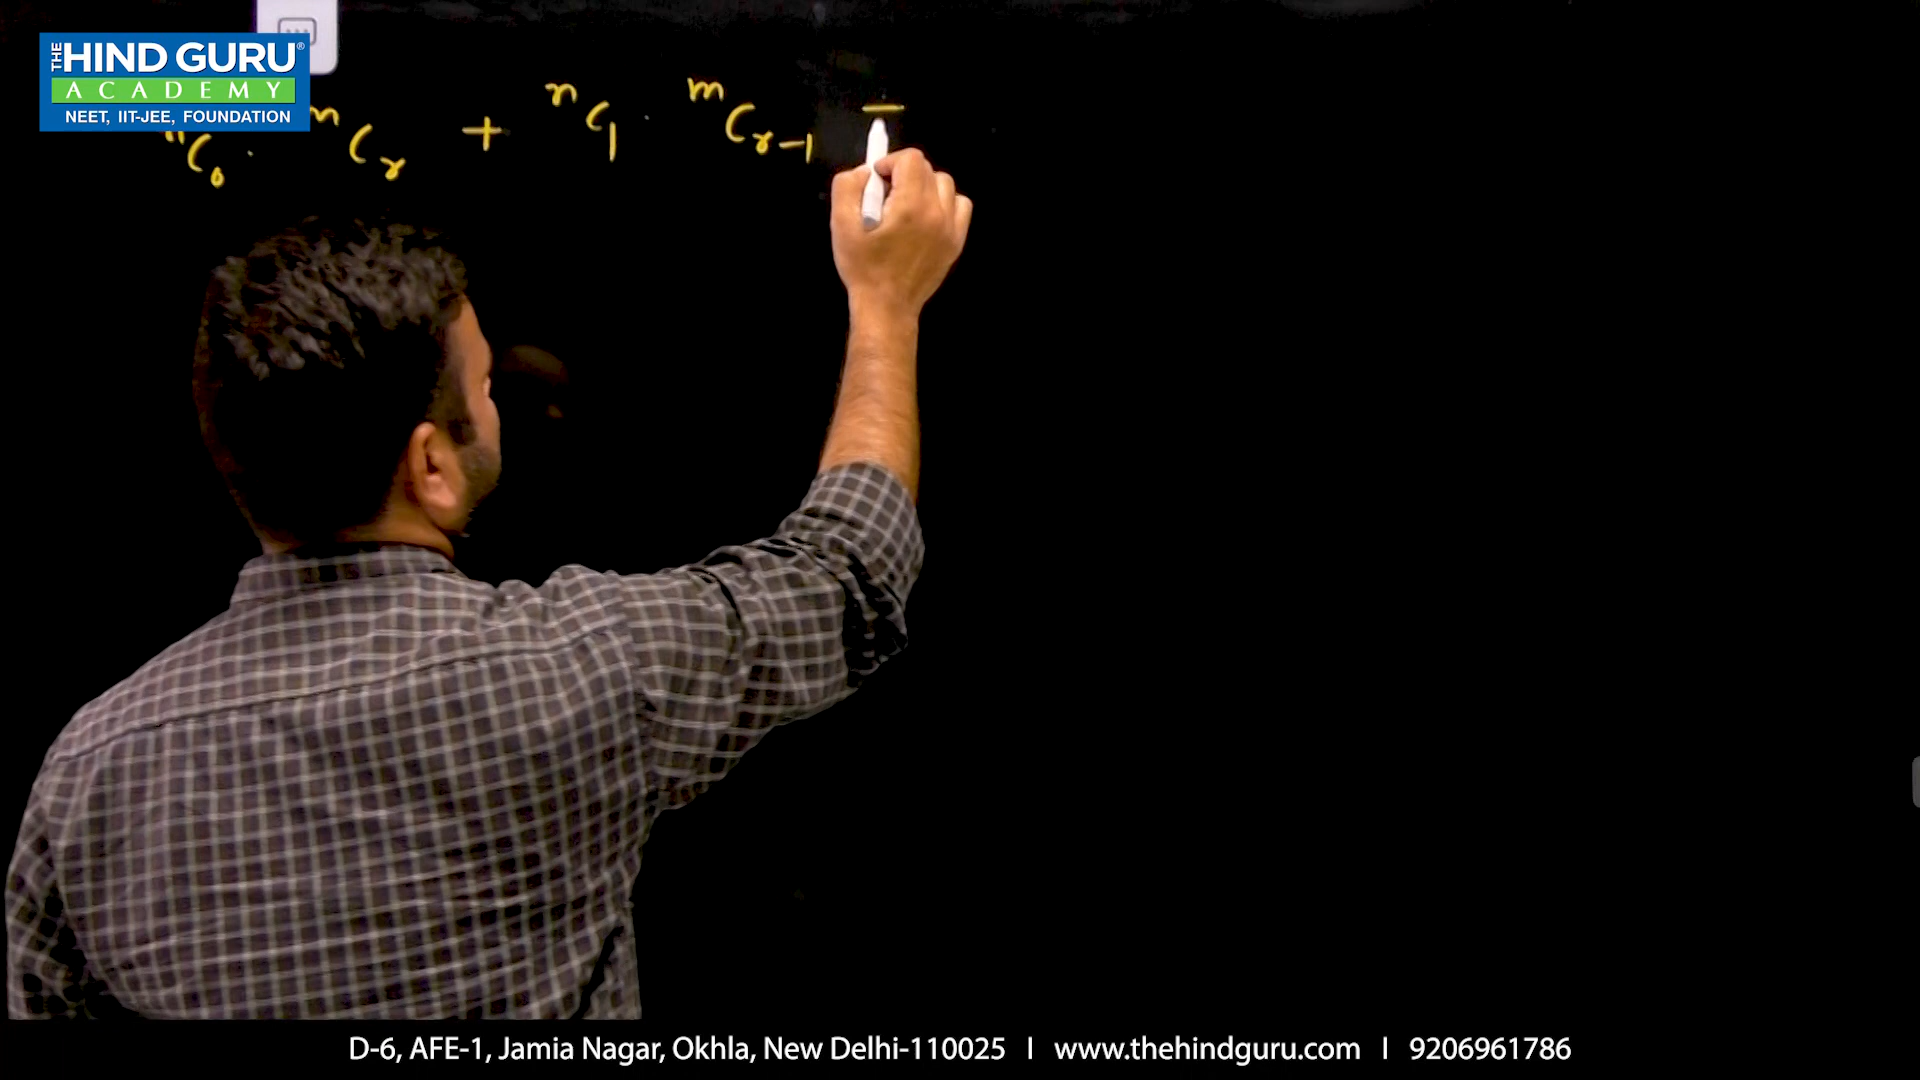 THE HIND GURU®
ACADEMY
NEET, IIT-JEE, FOUNDATION
ⁿC₀ · ᵐCᵣ + ⁿC₁ · ᵐCᵣ₋₁
D-6, AFE-1, Jamia Nagar, Okhla, New Delhi-110025 | www.thehindguru.com | 9206961786